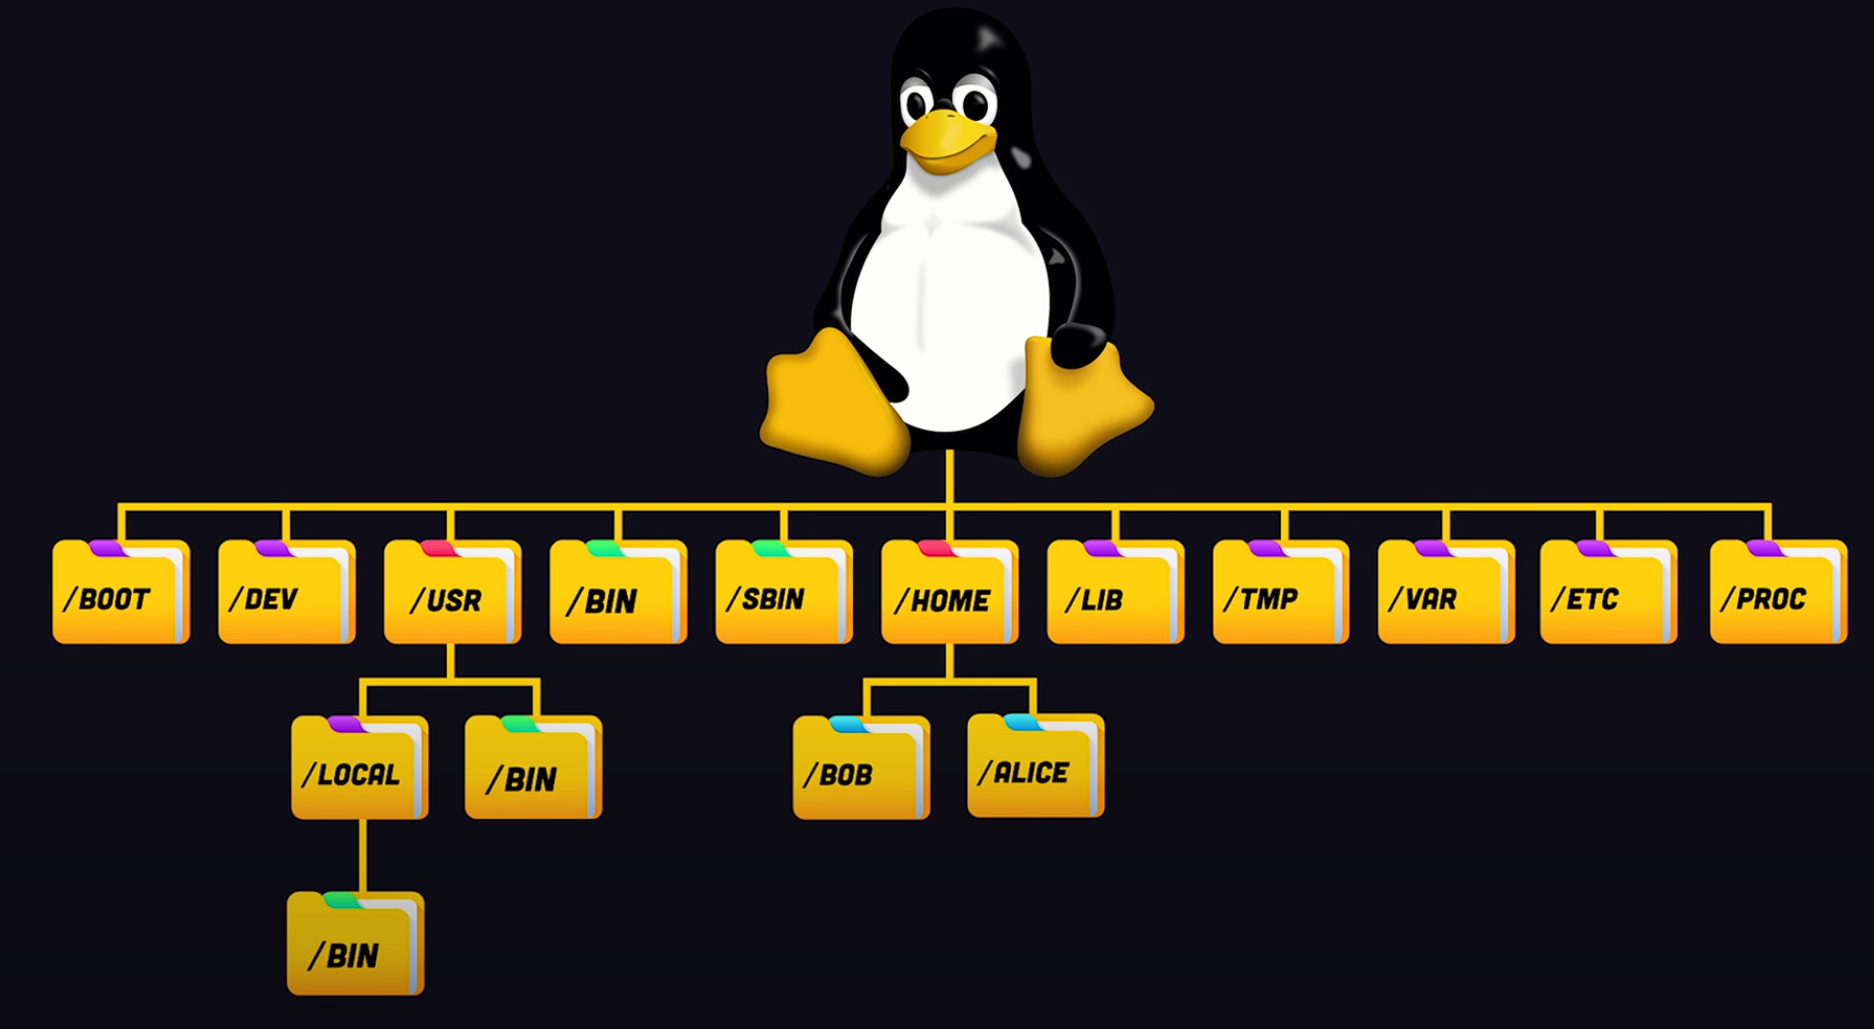 /BOOT
/DEV
/USR
/BIN
/SBIN
/HOME
/LIB
/TMP
/VAR
/ETC
/PROC
/LOCAL
/BIN
/BOB
/ALICE
/BIN